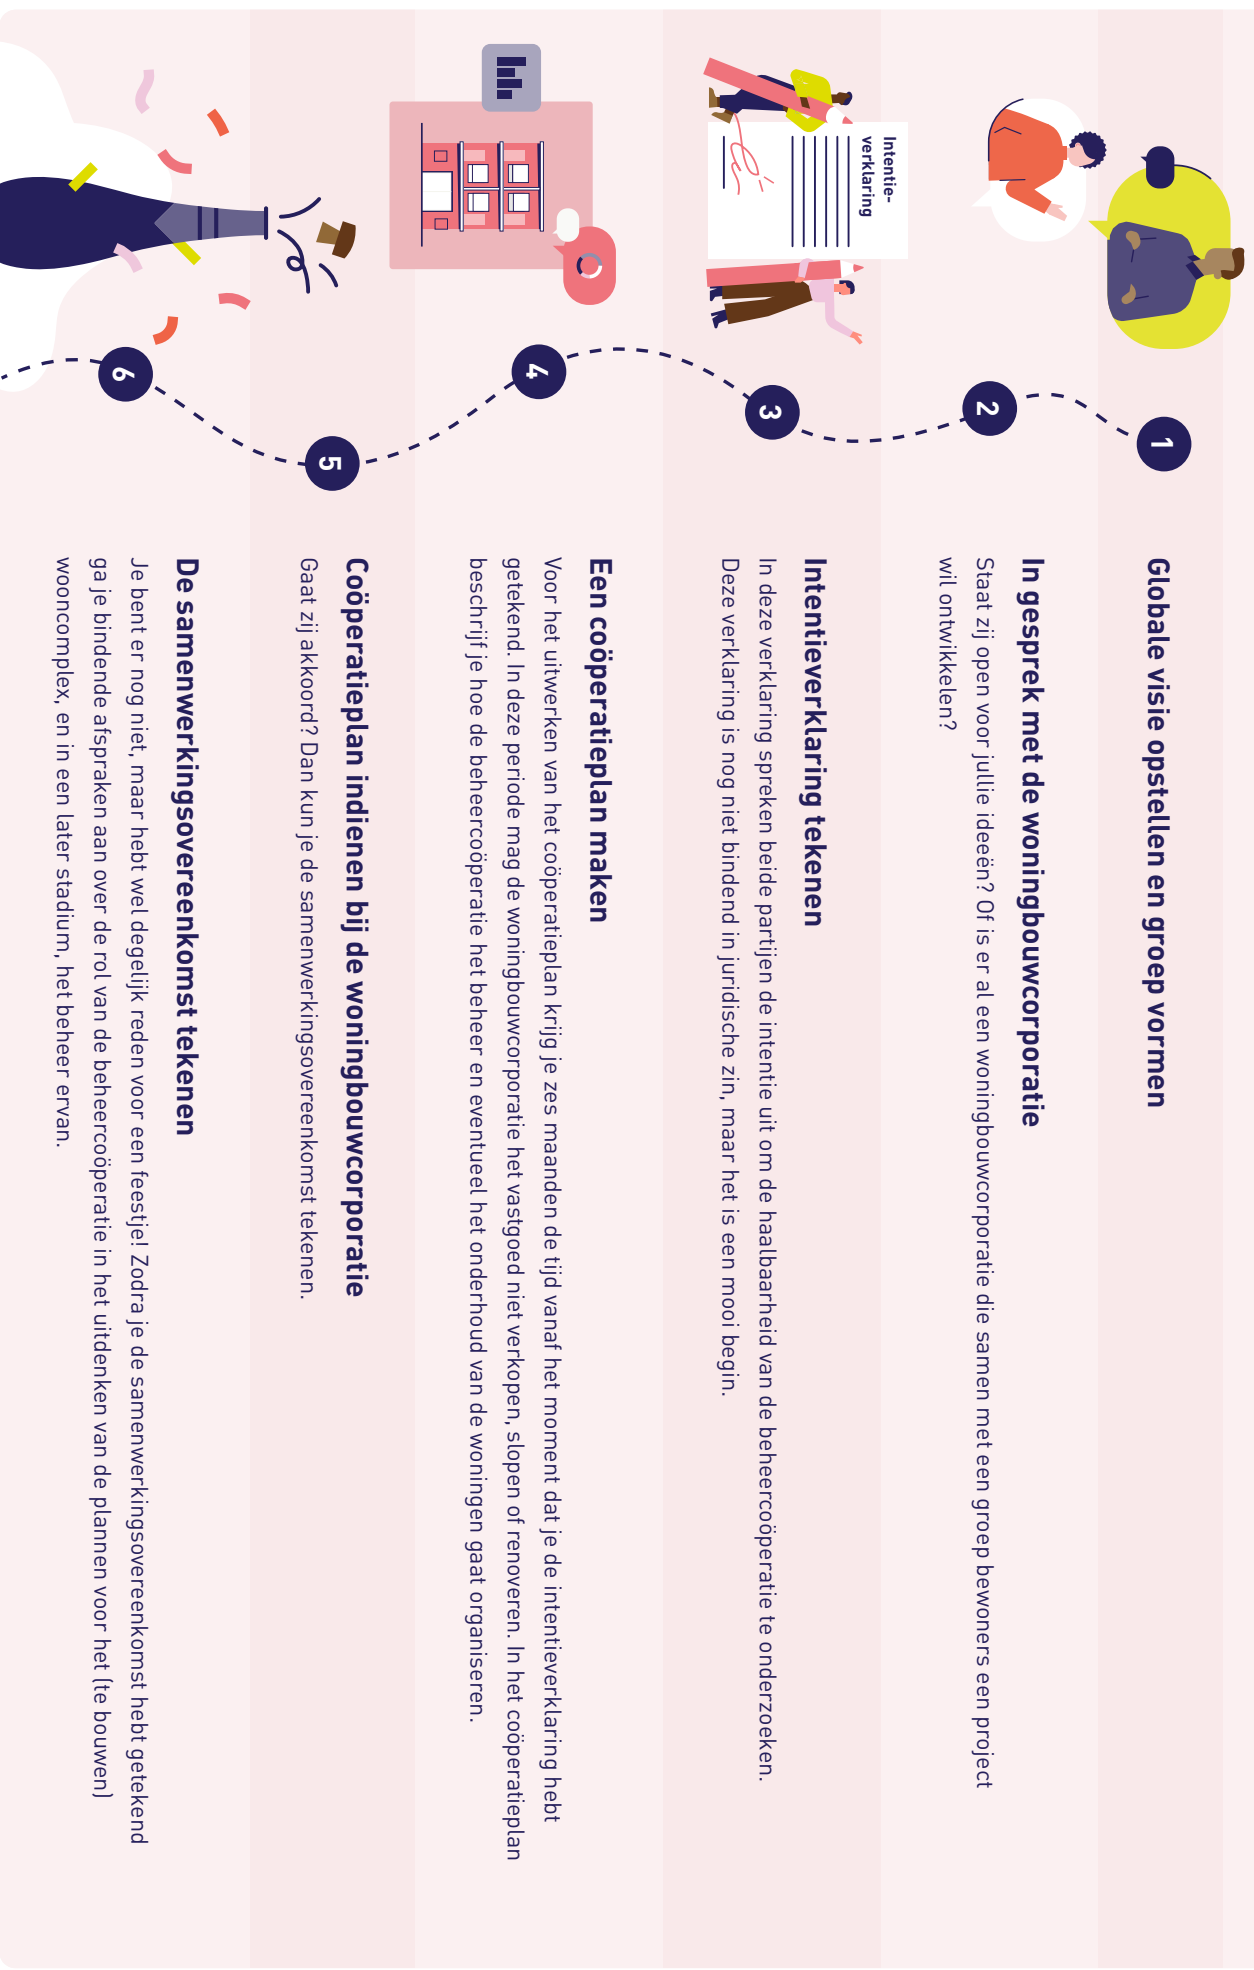 1
Globale visie opstellen en groep vormen
2
In gesprek met de woningbouwcorporatie
Staat zij open voor jullie ideeën? Of is er al een woningbouwcorporatie die samen met een groep bewoners een project
wil ontwikkelen?
Intentie-
verklaring
3
Intentieverklaring tekenen
In deze verklaring spreken beide partijen de intentie uit om de haalbaarheid van de beheercoöperatie te onderzoeken.
Deze verklaring is nog niet bindend in juridische zin, maar het is een mooi begin.
4
Een coöperatieplan maken
Voor het uitwerken van het coöperatieplan krijg je zes maanden de tijd vanaf het moment dat je de intentieverklaring hebt
getekend. In deze periode mag de woningbouwcorporatie het vastgoed niet verkopen, slopen of renoveren. In het coöperatieplan
beschrijf je hoe de beheercoöperatie het beheer en eventueel het onderhoud van de woningen gaat organiseren.
5
Coöperatieplan indienen bij de woningbouwcorporatie
Gaat zij akkoord? Dan kun je de samenwerkingsovereenkomst tekenen.
6
De samenwerkingsovereenkomst tekenen
Je bent er nog niet, maar hebt wel degelijk reden voor een feestje! Zodra je de samenwerkingsovereenkomst hebt getekend
ga je bindende afspraken aan over de rol van de beheercoöperatie in het uitdenken van de plannen voor het (te bouwen)
wooncomplex, en in een later stadium, het beheer ervan.